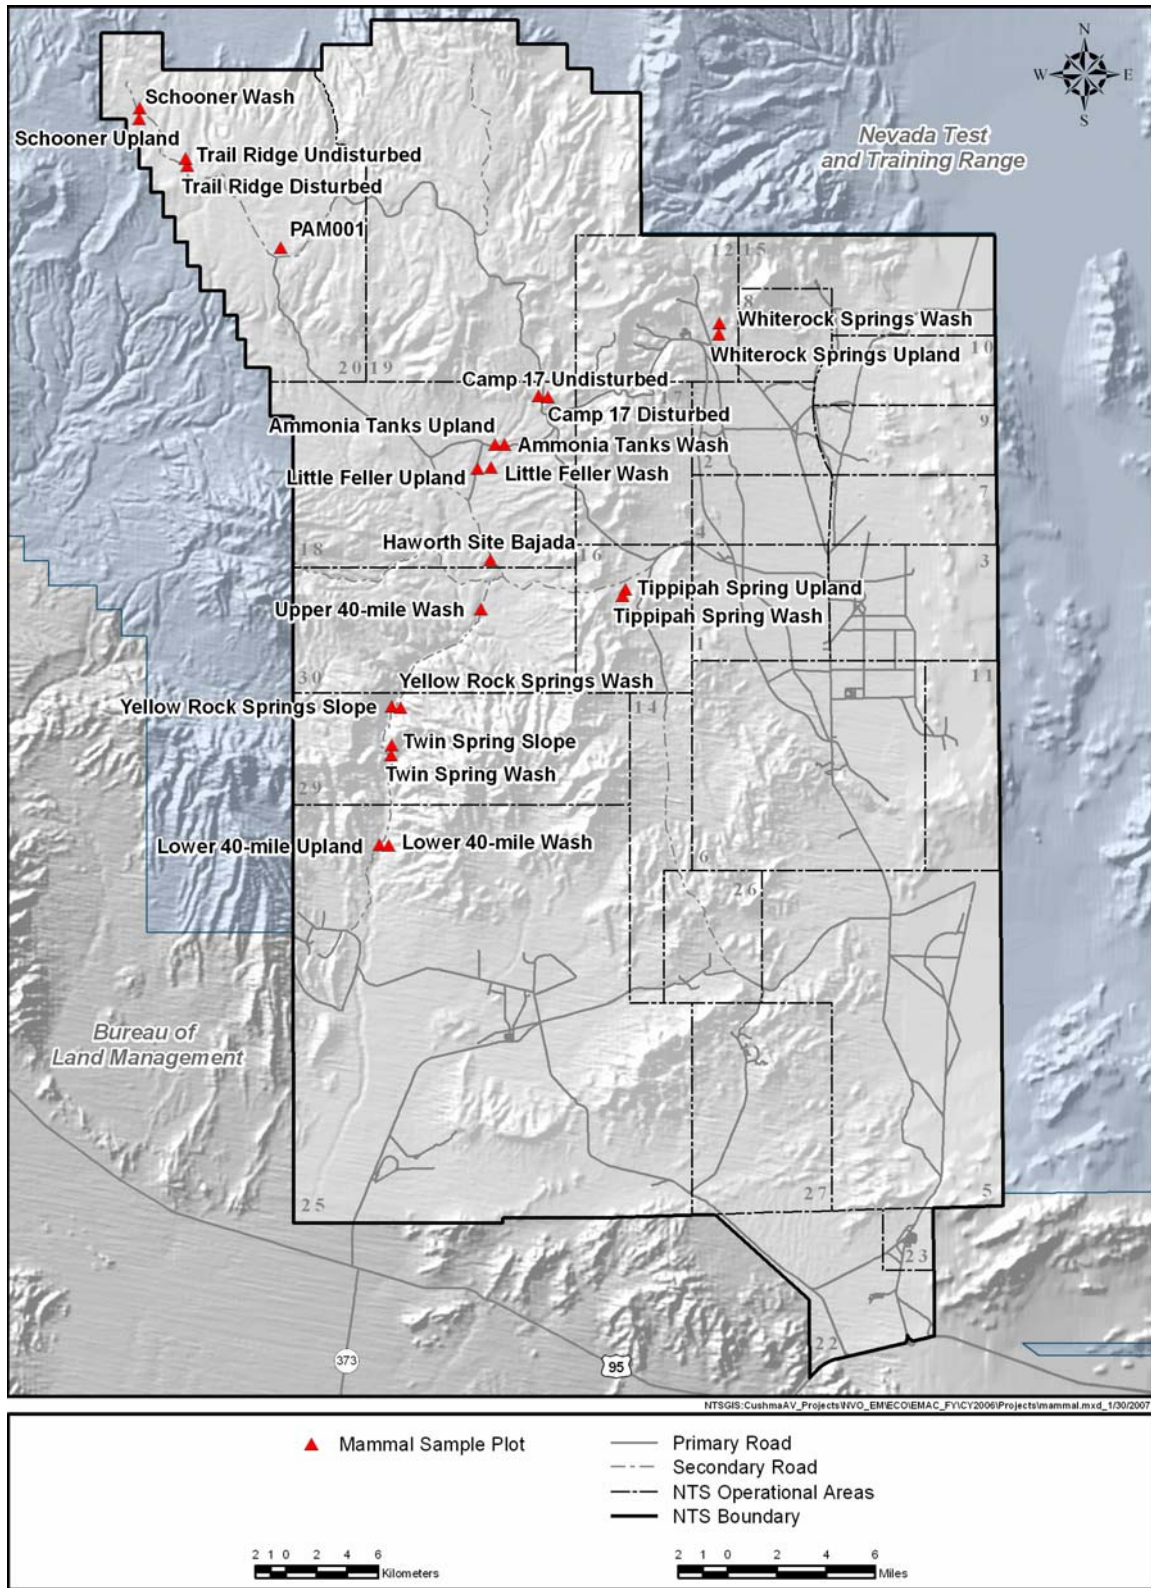 N
W E
S
Schooner Wash
Schooner Upland
Nevada Test
and Training Range
Trail Ridge Undisturbed
Trail Ridge Disturbed
PAM001
12 15
8
Whiterock Springs Wash
10
Whiterock Springs Upland
20 19
Camp 17 Undisturbed
17
Camp 17 Disturbed
9
Ammonia Tanks Upland
Ammonia Tanks Wash
2
Little Feller Upland
Little Feller Wash
7
Haworth Site Bajada
18
16
4
3
Tippipah Spring Upland
Upper 40-mile Wash
Tippipah Spring Wash
1
11
30
Yellow Rock Springs Wash
Yellow Rock Springs Slope
14
Twin Spring Slope
Twin Spring Wash
29
Lower 40-mile Upland
Lower 40-mile Wash
6
26
Bureau of
Land Management
25
27
5
23
22
373
95
NTSGIS:CushmaAV_Projects\NVO_EM\ECO\EMAC_FY\CY2006\Projects\mammal.mxd_1/30/2007
Mammal Sample Plot
Primary Road
Secondary Road
NTS Operational Areas
NTS Boundary
2 1 0 2 4 6
Kilometers
2 1 0 2 4 6
Miles